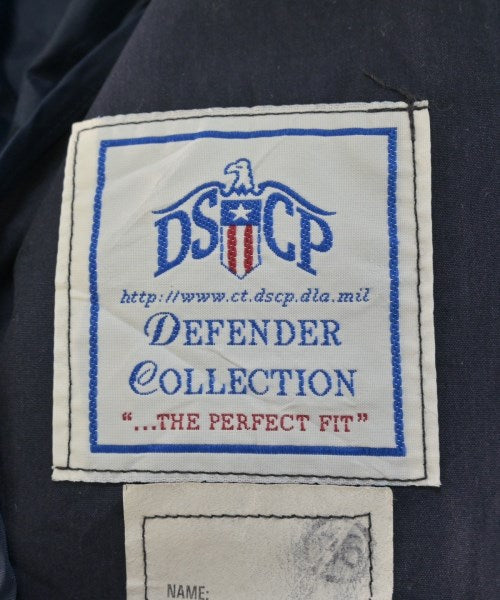 DSCP
http://www.ct.dscp.dla.mil
DEFENDER
COLLECTION
"...THE PERFECT FIT"
NAME: